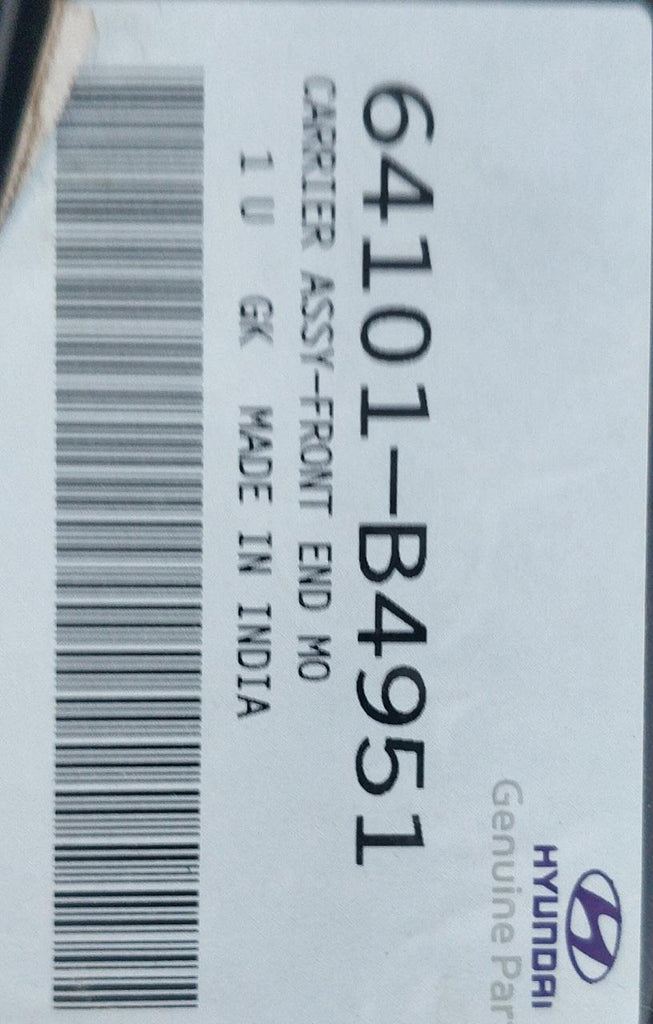 HYUNDAI
Genuine Par
64101-B4951
CARRIER ASSY-FRONT END MO
1 U GK MADE IN INDIA